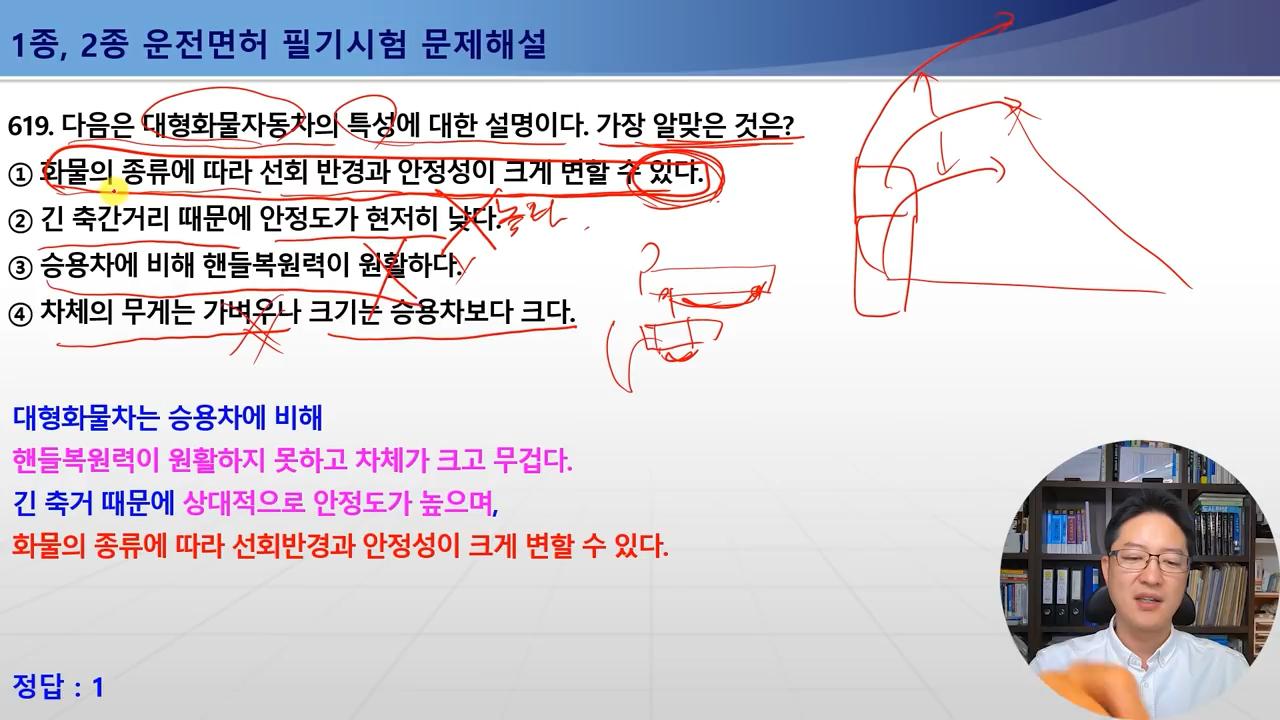 1종, 2종 운전면허 필기시험 문제해설
619. 다음은 대형화물자동차의 특성에 대한 설명이다. 가장 알맞은 것은?
① 화물의 종류에 따라 선회 반경과 안정성이 크게 변할 수 있다.
② 긴 축간거리 때문에 안정도가 현저히 낮다. 높다.
③ 승용차에 비해 핸들복원력이 원활하다.
④ 차체의 무게는 가벼우나 크기는 승용차보다 크다.
대형화물차는 승용차에 비해
핸들복원력이 원활하지 못하고 차체가 크고 무겁다.
긴 축거 때문에 상대적으로 안정도가 높으며,
화물의 종류에 따라 선회반경과 안정성이 크게 변할 수 있다.
정답 : 1